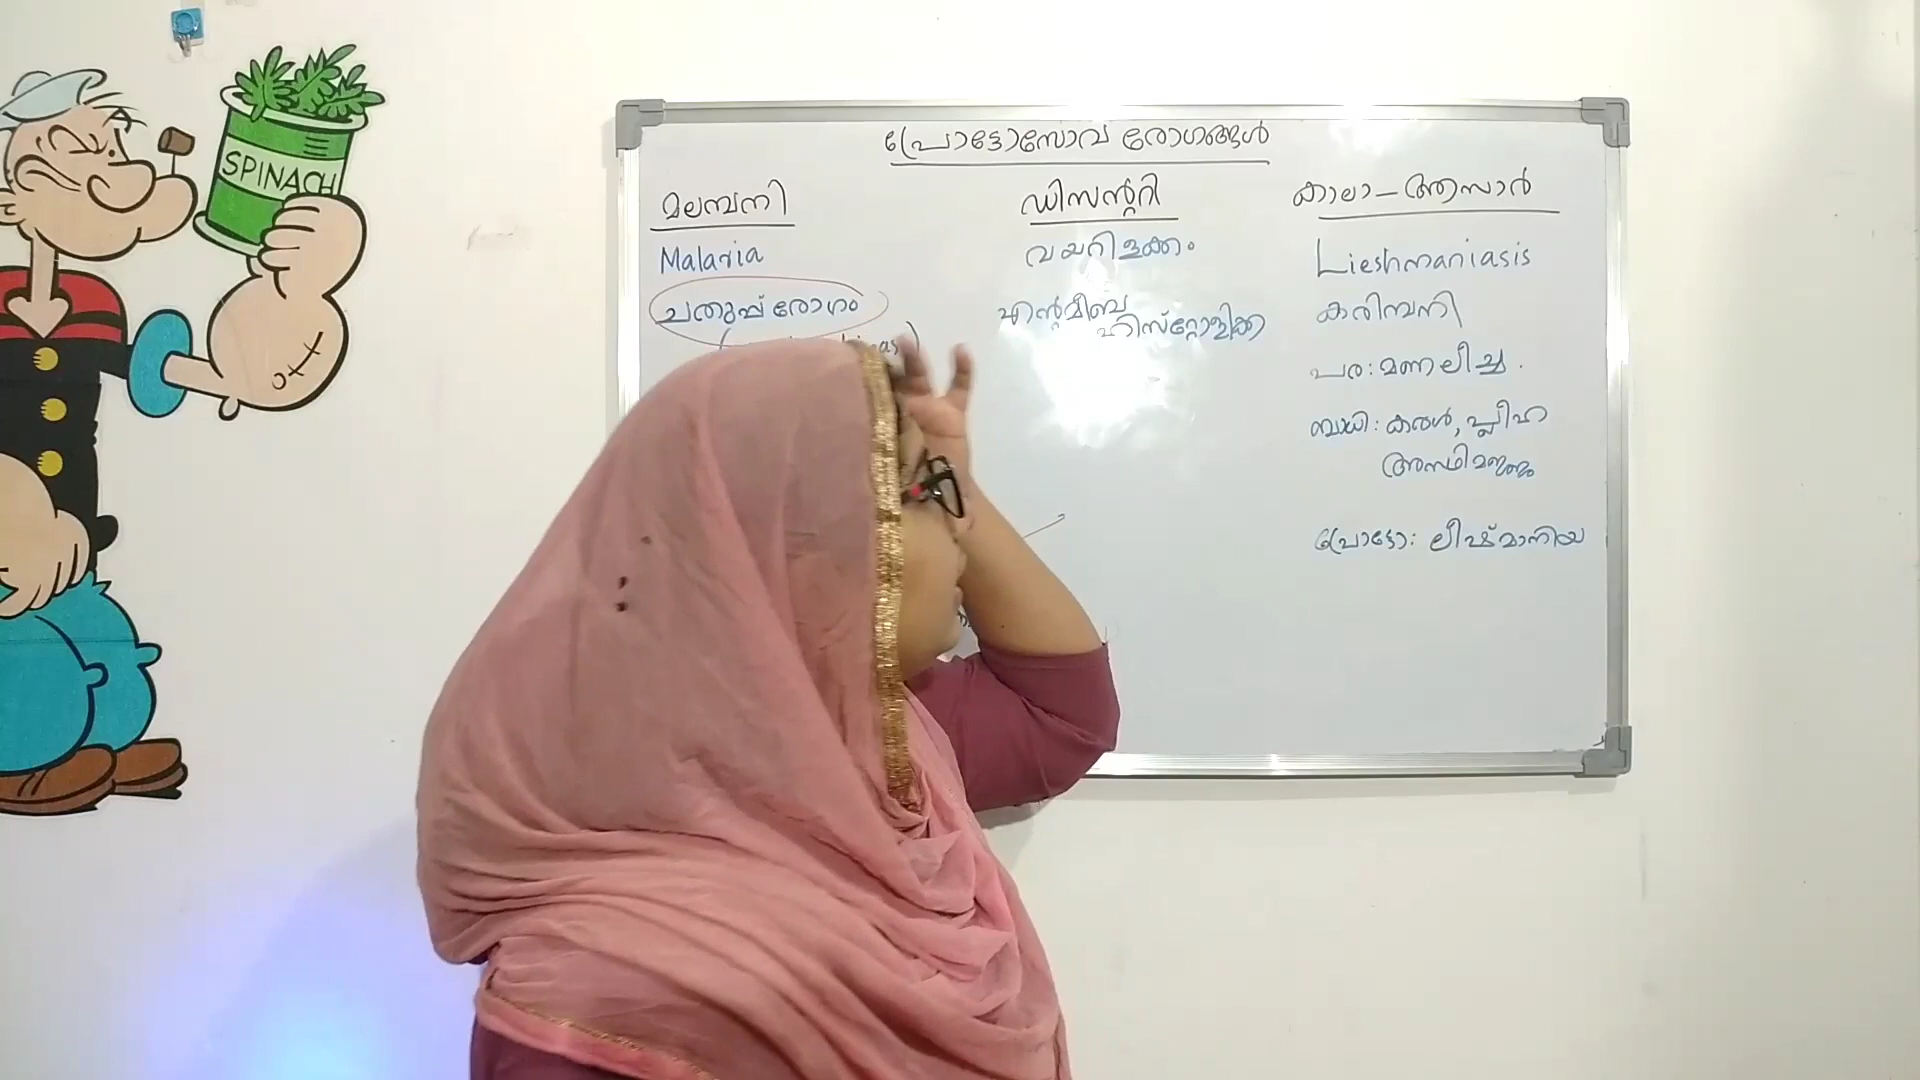 SPINACH
പ്രോട്ടോസോവ രോഗങ്ങൾ
മലമ്പനി
Malaria
ചതുപ്പ് രോഗം
ഡിസന്ററി
വയറിളക്കം
എന്റമീബ
ഹിസ്റ്റോളിക്ക
കാലാ - ആസാർ
Lieshmaniasis
കരിമ്പനി
പര: മണലീച്ച.
ബാധി: കരൾ, പ്ലീഹ
അസ്ഥിമജ്ജ
പ്രോട്ടോ: ലീഷ്മാനിയ